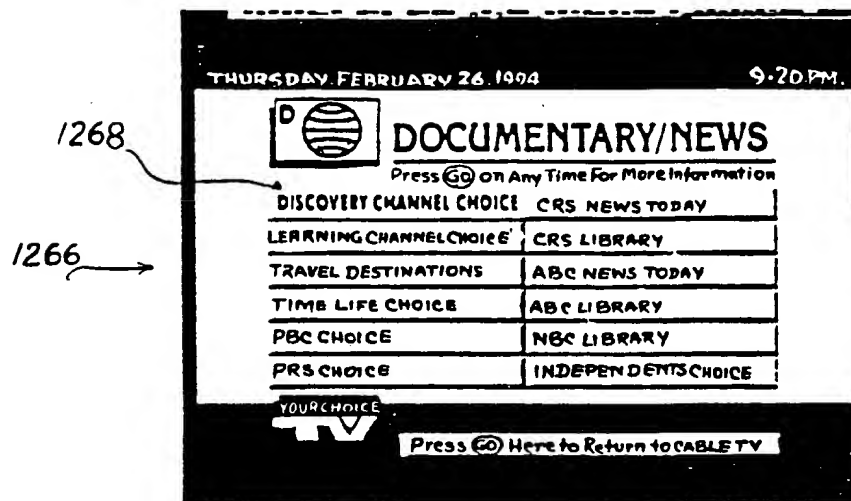 THURSDAY. FEBRUARY 26. 1994 9.20 P.M.
D
DOCUMENTARY/NEWS
1268
Press GO on Any Time For More Information
DISCOVERY CHANNEL CHOICE CRS NEWS TODAY
LEARNING CHANNEL CHOICE CRS LIBRARY
1266
TRAVEL DESTINATIONS ABC NEWS TODAY
TIME LIFE CHOICE ABC LIBRARY
PBC CHOICE NBC LIBRARY
PRS CHOICE INDEPENDENTS CHOICE
YOUR CHOICE
TV
Press GO Here to Return to CABLE TV